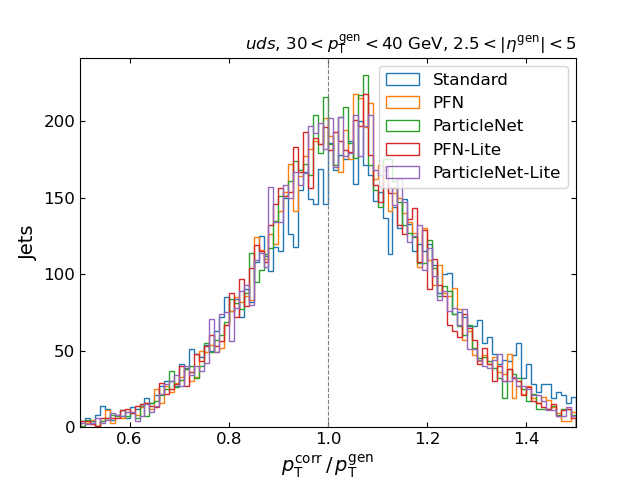 uds, 30 < p_T^gen < 40 GeV, 2.5 < |η^gen| < 5
Jets
200
150
100
50
0
Standard
PFN
ParticleNet
PFN-Lite
ParticleNet-Lite
0.6 0.8 1.0 1.2 1.4
p_T^corr / p_T^gen